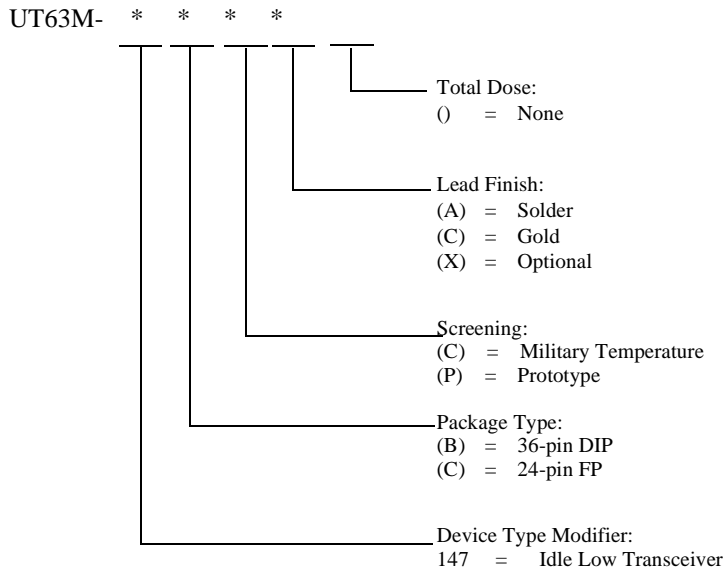 UT63M- * * * *
Total Dose:
() = None
Lead Finish:
(A) = Solder
(C) = Gold
(X) = Optional
Screening:
(C) = Military Temperature
(P) = Prototype
Package Type:
(B) = 36-pin DIP
(C) = 24-pin FP
Device Type Modifier:
147 = Idle Low Transceiver